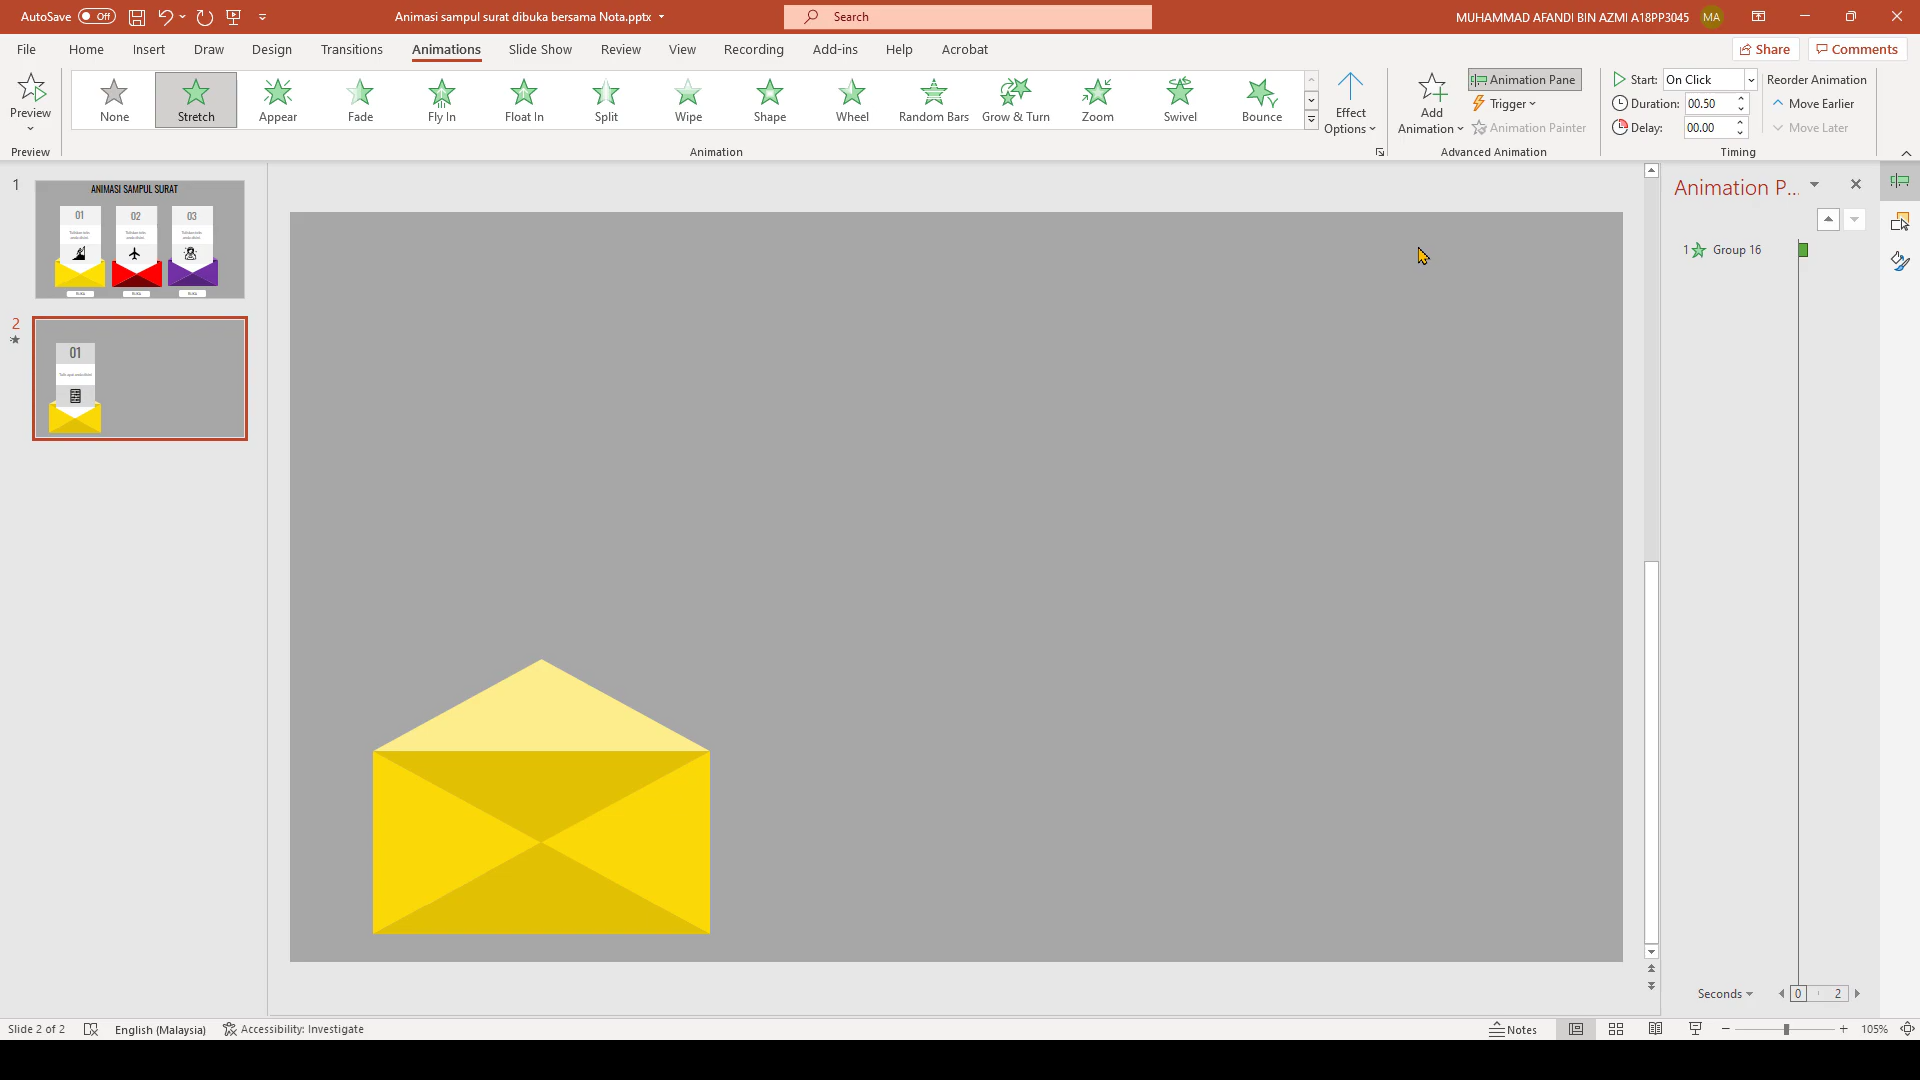 AutoSave Off Animasi sampul surat dibuka bersama Nota.pptx Search MUHAMMAD AFANDI BIN AZMI A18PP3045 MA
File Home Insert Draw Design Transitions Animations Slide Show Review View Recording Add-ins Help Acrobat Share Comments
Preview
None Stretch Appear Fade Fly In Float In Split Wipe Shape Wheel Random Bars Grow & Turn Zoom Swivel Bounce
Effect Options
Add Animation
Animation Pane
Trigger
Animation Painter
Start: On Click
Duration: 00.50
Delay: 00.00
Reorder Animation
Move Earlier
Move Later
Preview Animation Advanced Animation Timing
1
ANIMASI SAMPUL SURAT
01 02 03
2
01
Animation P...
1 Group 16
Seconds 0 2
Slide 2 of 2 English (Malaysia) Accessibility: Investigate Notes 105%